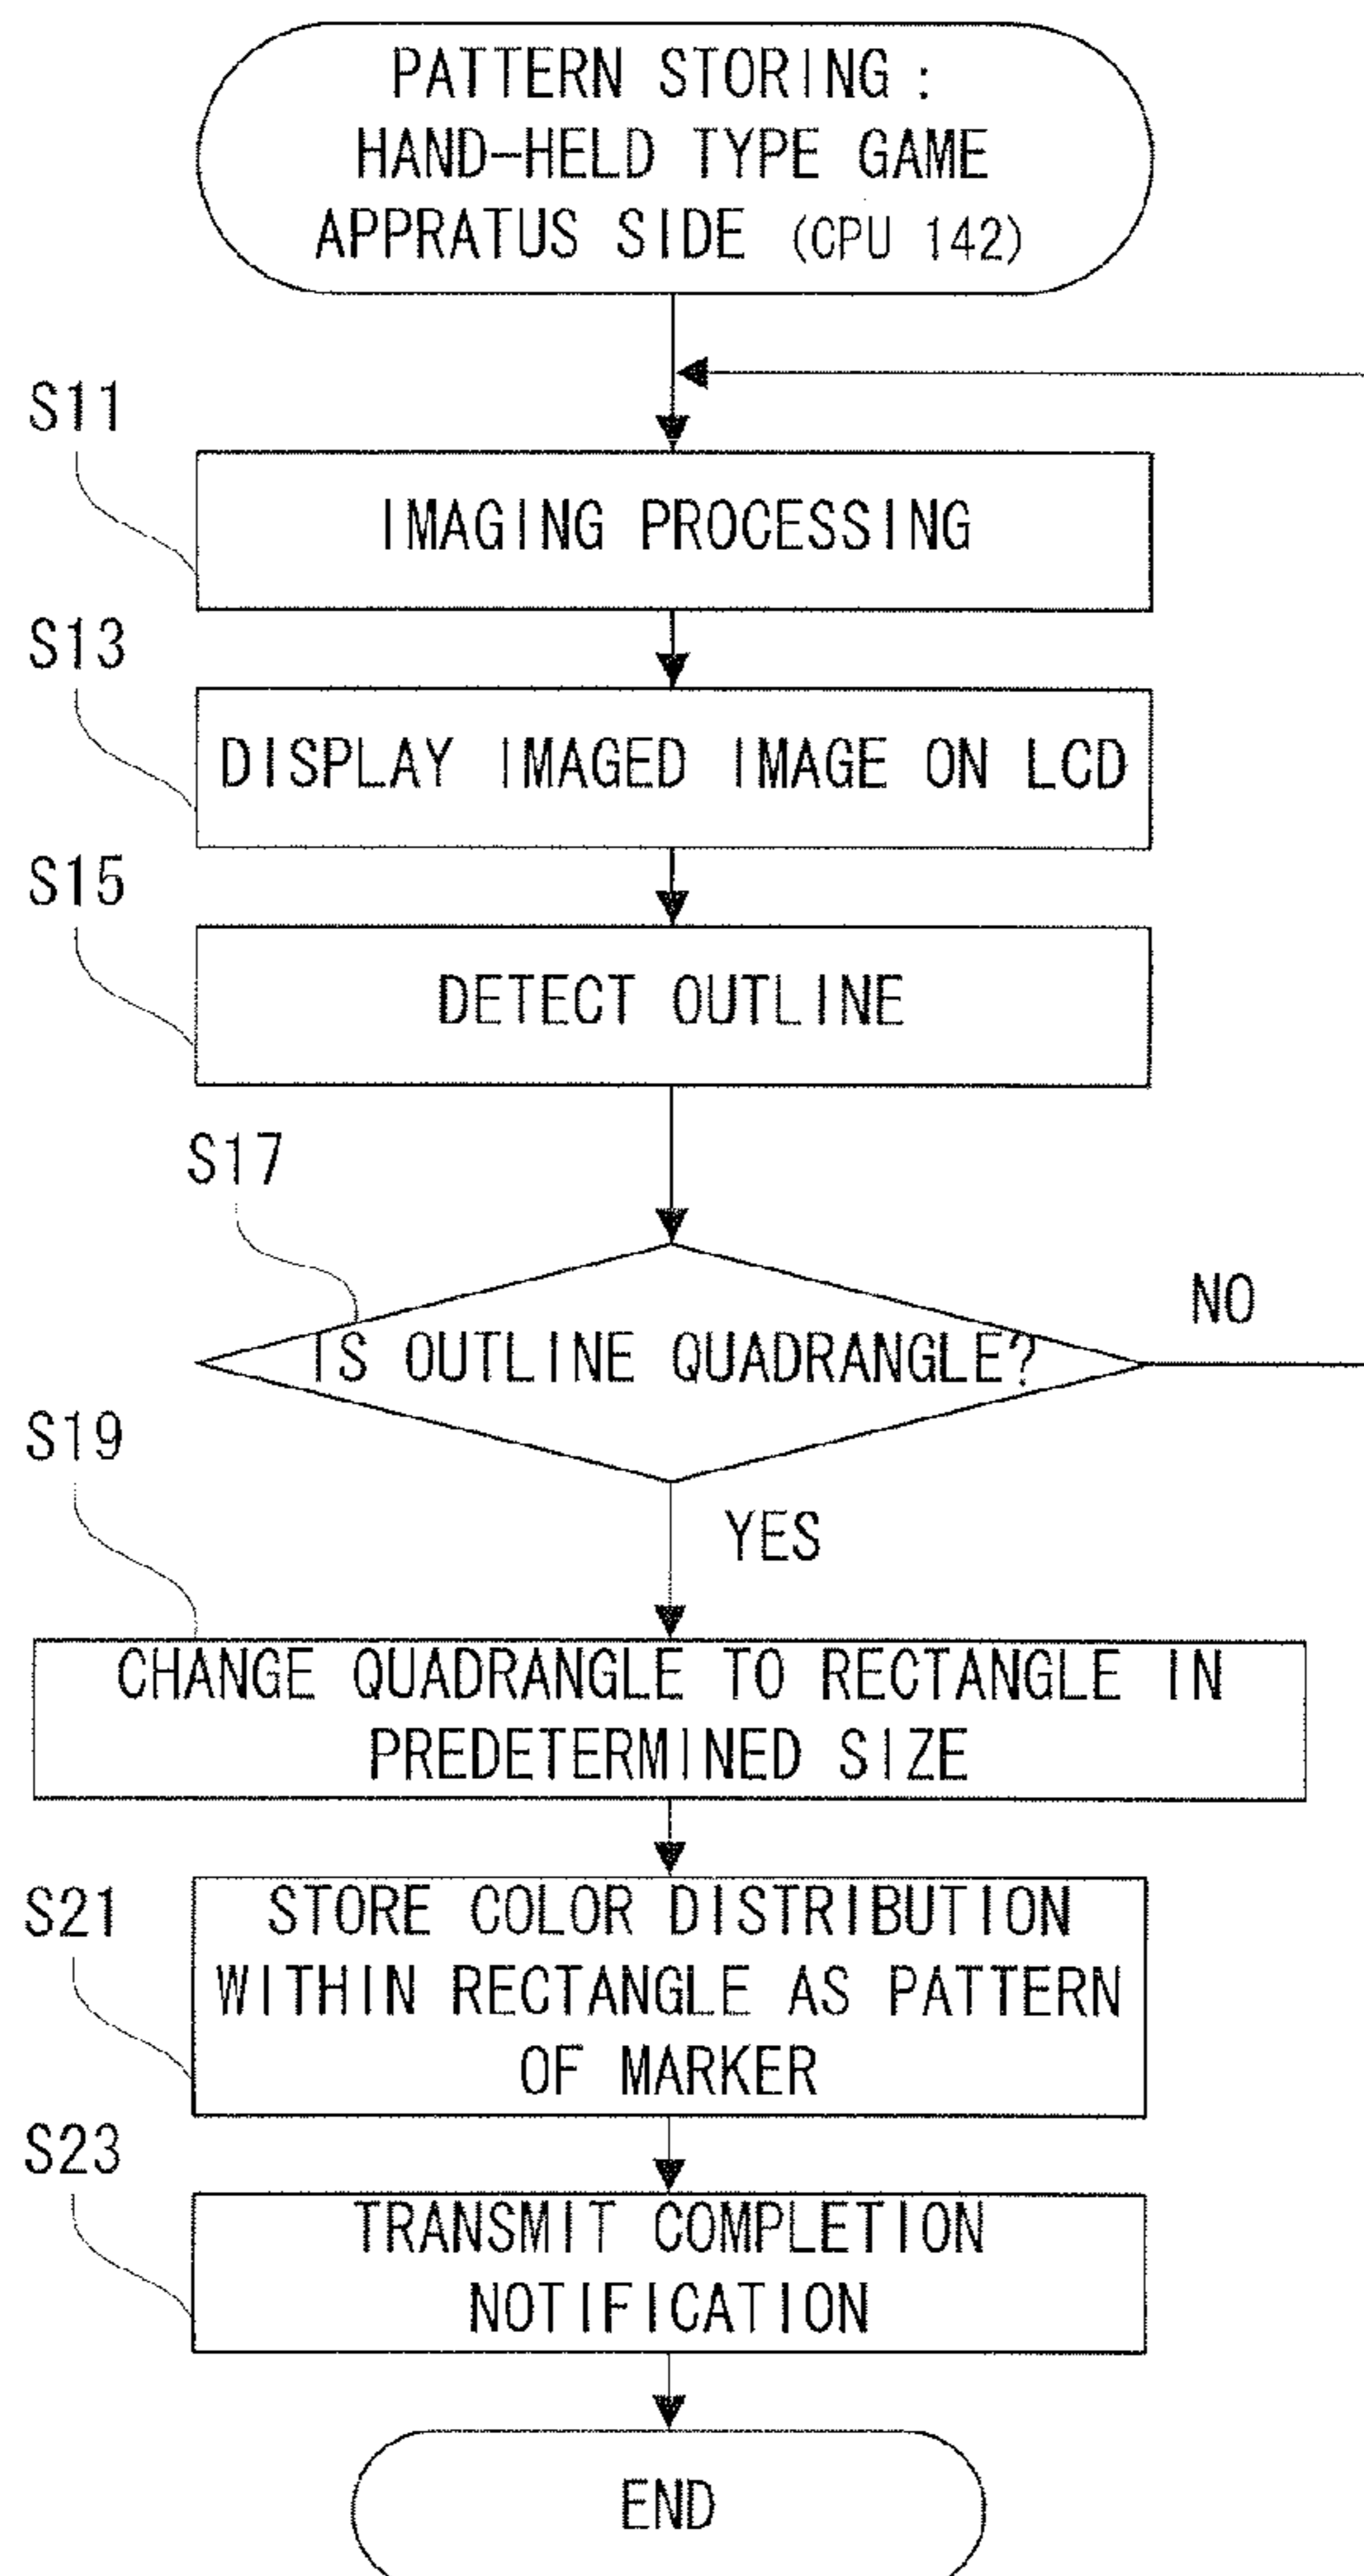 PATTERN STORING :
HAND-HELD TYPE GAME
APPRATUS SIDE (CPU 142)
S11
IMAGING PROCESSING
S13
DISPLAY IMAGED IMAGE ON LCD
S15
DETECT OUTLINE
S17
IS OUTLINE QUADRANGLE?
NO
YES
S19
CHANGE QUADRANGLE TO RECTANGLE IN
PREDETERMINED SIZE
S21
STORE COLOR DISTRIBUTION
WITHIN RECTANGLE AS PATTERN
OF MARKER
S23
TRANSMIT COMPLETION
NOTIFICATION
END